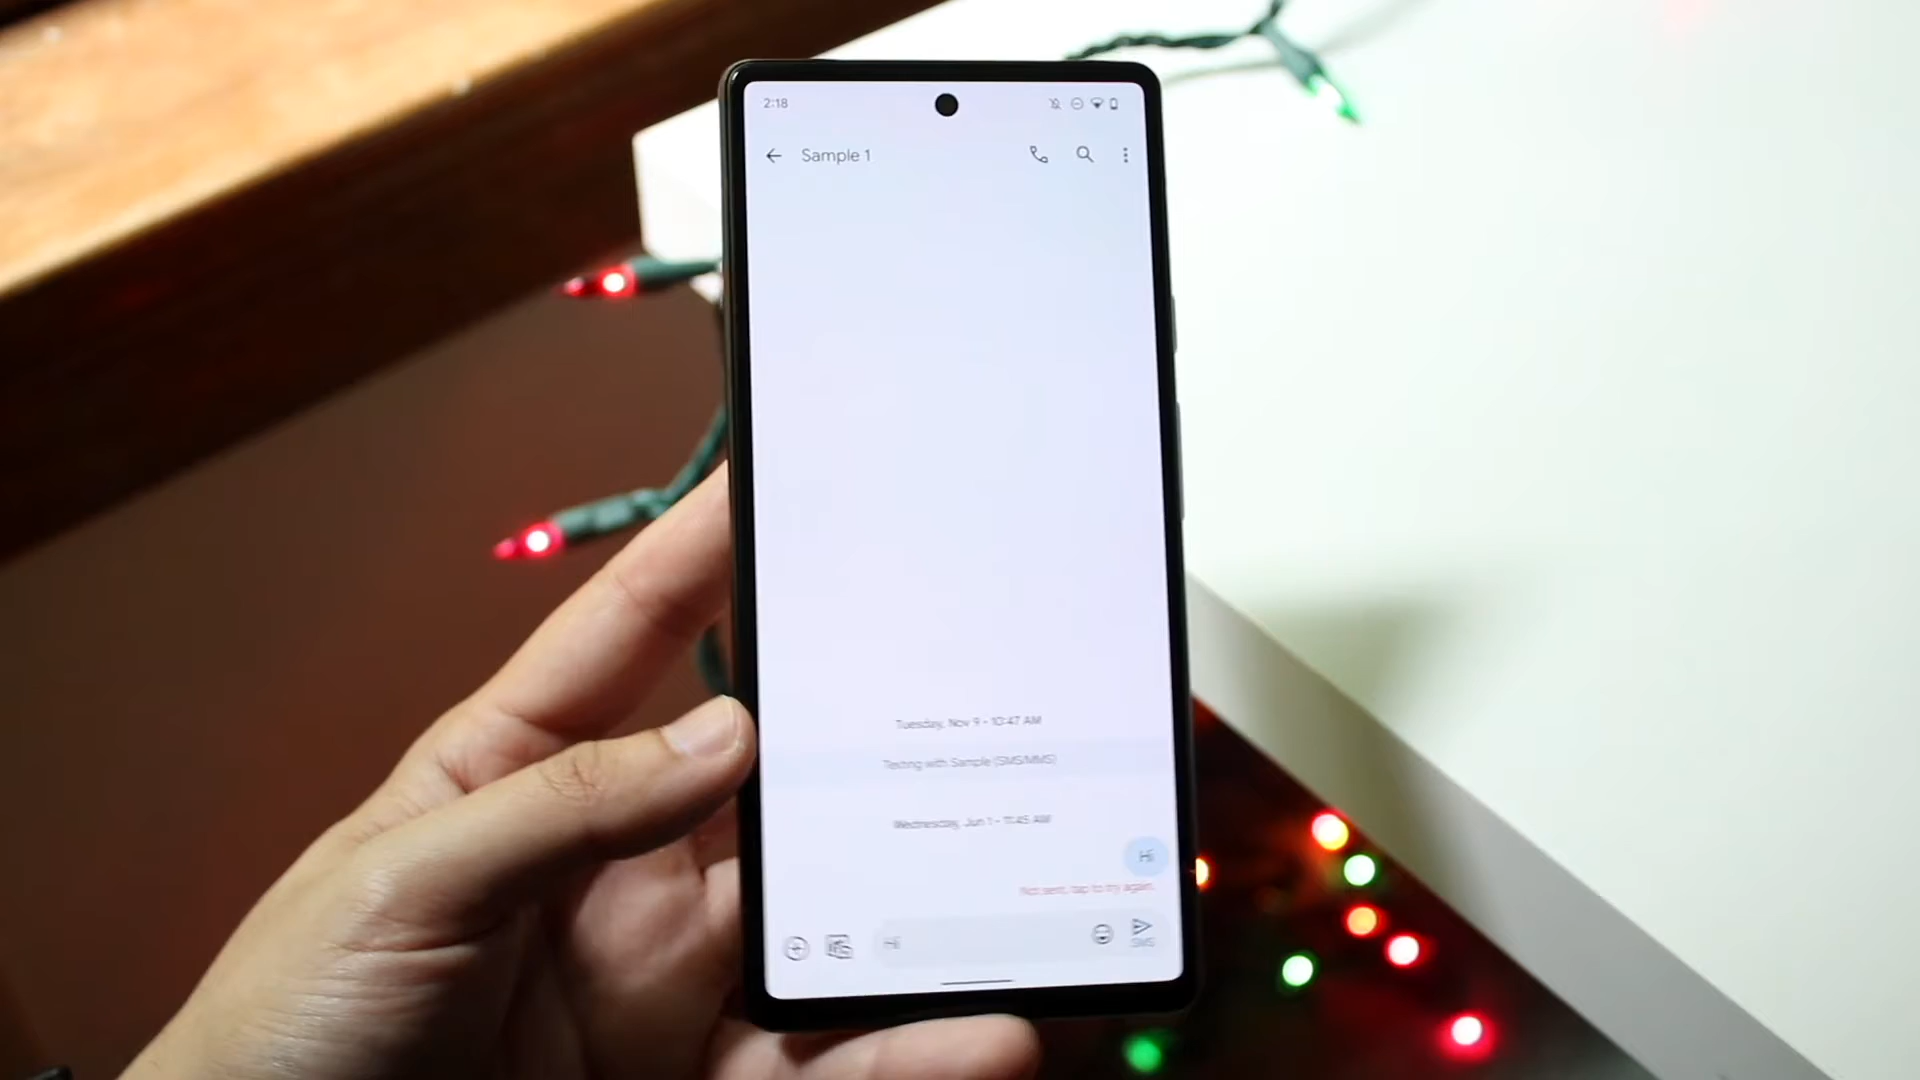 2:18
Sample 1
Tuesday, Nov 9 • 10:47 AM
Texting with Sample (SMS/MMS)
Wednesday, Jun 1 • 11:45 AM
Hi
Not sent, tap to try again.
Hi
SMS